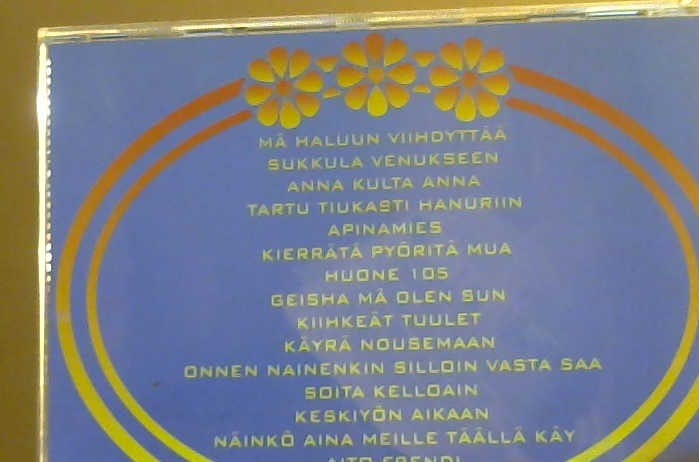 MÄ HALUUN VIIHDYTTÄÄ
SUKKULA VENUKSEEN
ANNA KULTA ANNA
TARTU TIUKASTI HANURIIN
APINAMIES
KIERRÄTÄ PYÖRITÄ MUA
HUONE 105
GEISHA MÄ OLEN SUN
KIIHKEÄT TUULET
KÄYRÄ NOUSEMAAN
ONNEN NAINENKIN SILLOIN VASTA SAA
SOITA KELLOAIN
KESKIYÖN AIKAAN
NÄINKÖ AINA MEILLE TÄÄLLÄ KÄY
AITO FRENDI